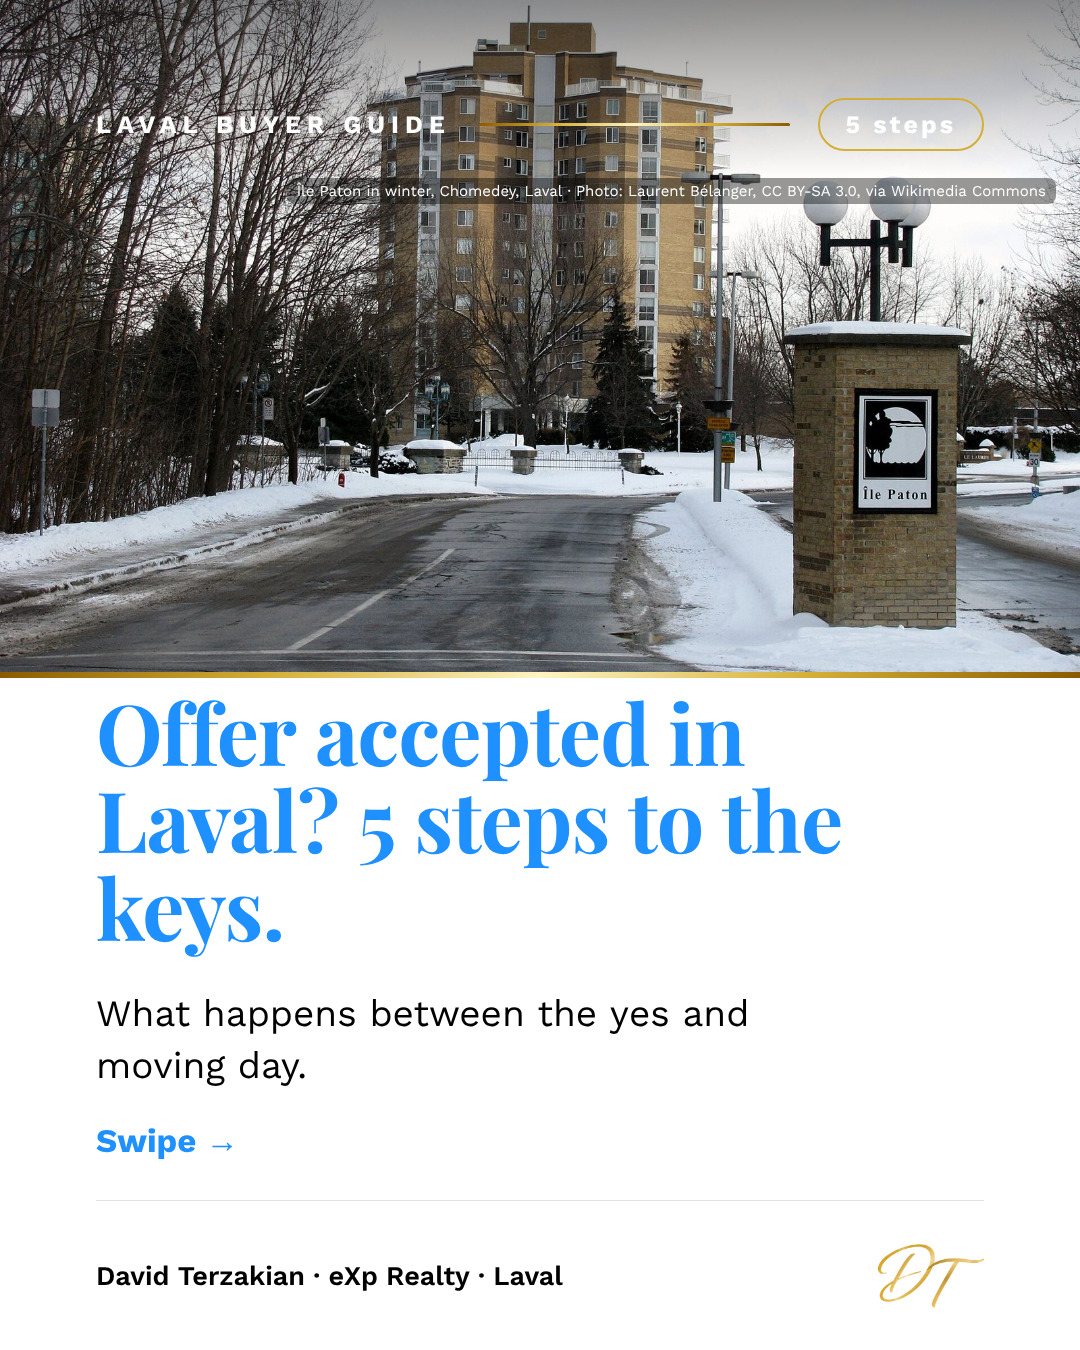 LAVAL BUYER GUIDE
5 steps
Île Paton in winter, Chomedey, Laval · Photo: Laurent Bélanger, CC BY-SA 3.0, via Wikimedia Commons
Île Paton
Offer accepted in
Laval? 5 steps to the
keys.
What happens between the yes and
moving day.
Swipe →
David Terzakian · eXp Realty · Laval
DT